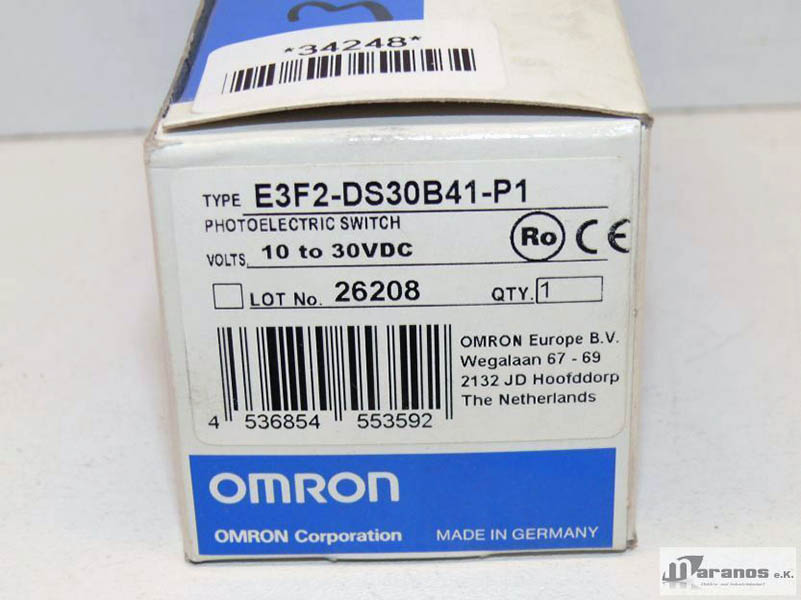 3
*34248*
TYPE E3F2-DS30B41-P1
PHOTOELECTRIC SWITCH
VOLTS. 10 to 30VDC
Ro CE
LOT No. 26208 QTY. 1
OMRON Europe B.V.
Wegalaan 67 - 69
2132 JD Hoofddorp
The Netherlands
4 536854 553592
OMRON
OMRON Corporation MADE IN GERMANY
Maranos e.K.